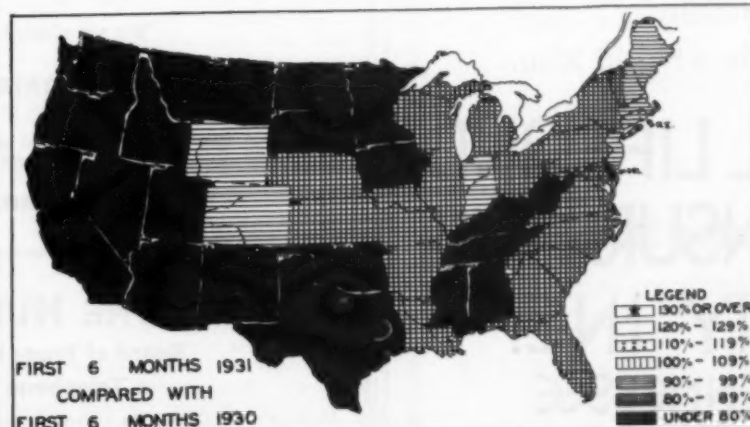 LEGEND
130% OR OVER
120% - 129%
110% - 119%
100% - 109%
90% - 99%
80% - 89%
UNDER 80%
FIRST 6 MONTHS 1931
COMPARED WITH
FIRST 6 MONTHS 1930